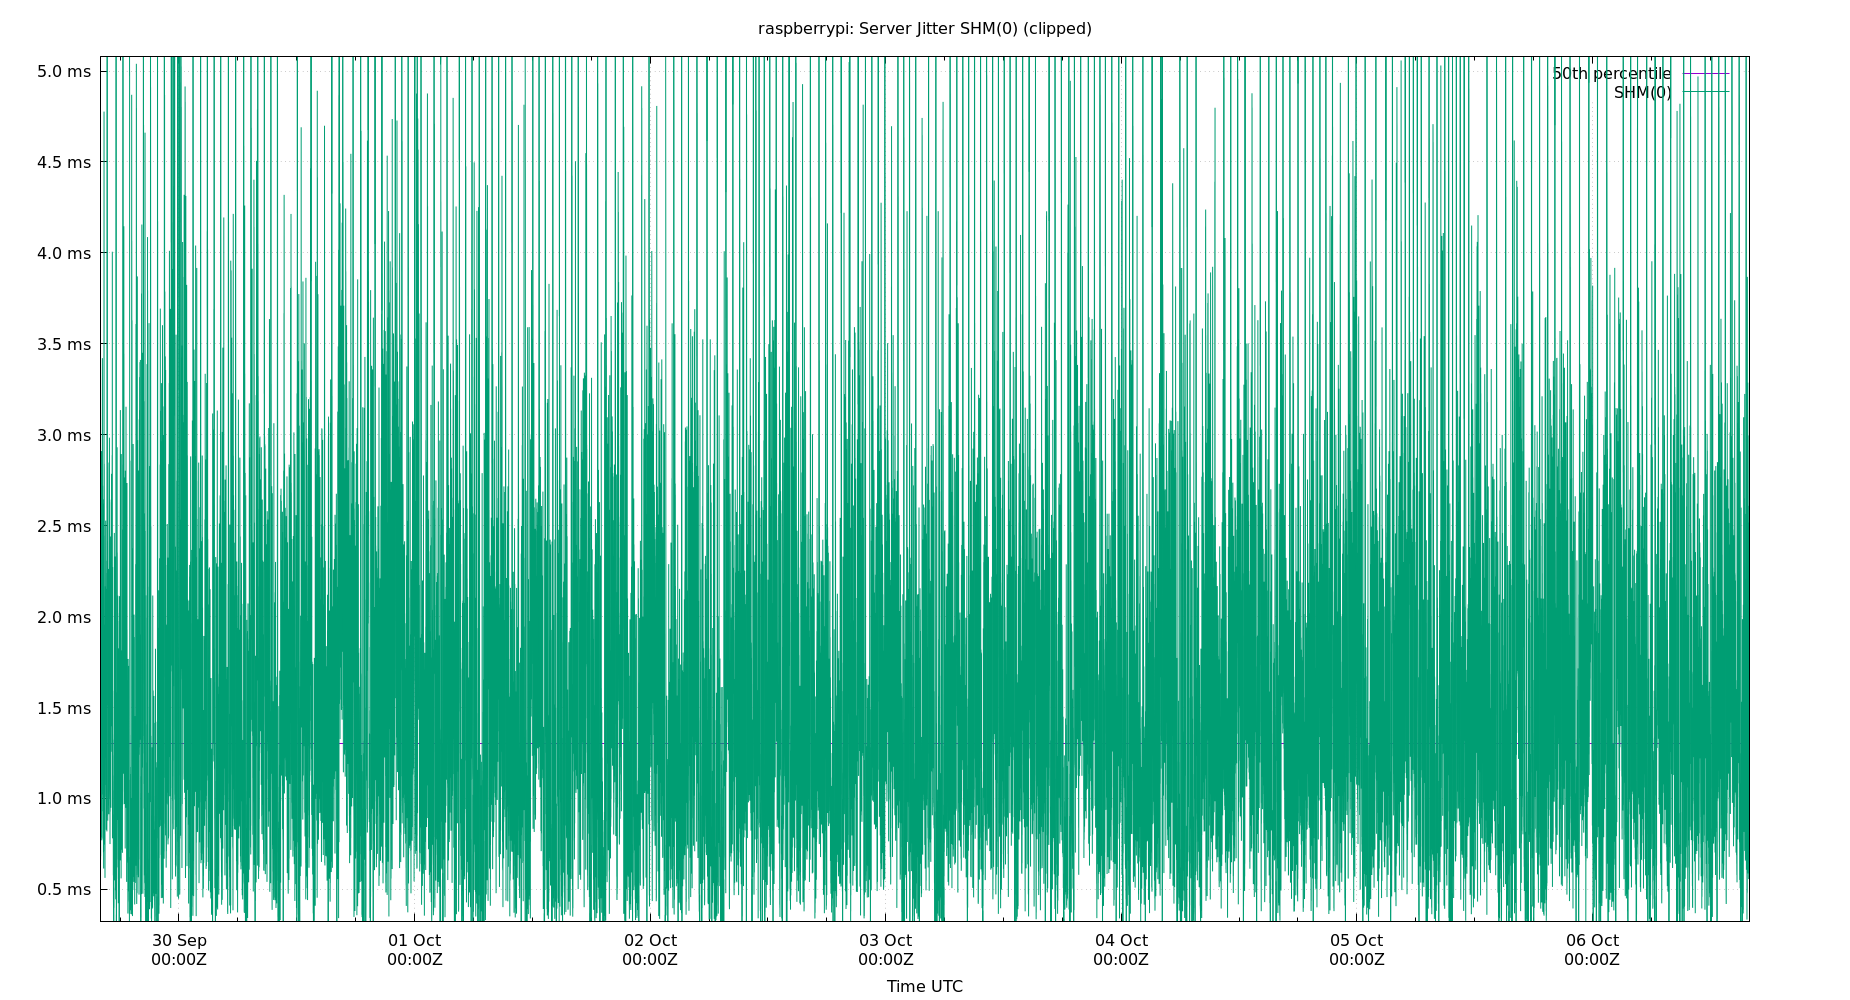 raspberrypi: Server Jitter SHM(0) (clipped)
5.0 ms
4.5 ms
4.0 ms
3.5 ms
3.0 ms
2.5 ms
2.0 ms
1.5 ms
1.0 ms
0.5 ms
50th percentile
SHM(0)
30 Sep
00:00Z
01 Oct
00:00Z
02 Oct
00:00Z
03 Oct
00:00Z
04 Oct
00:00Z
05 Oct
00:00Z
06 Oct
00:00Z
Time UTC